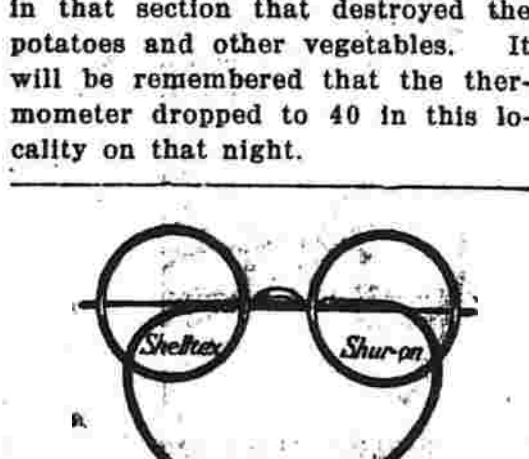 in that section that destroyed the
potatoes and other vegetables. It
will be remembered that the ther-
mometer dropped to 40 in this lo-
cality on that night.
Shelltex Shur-on